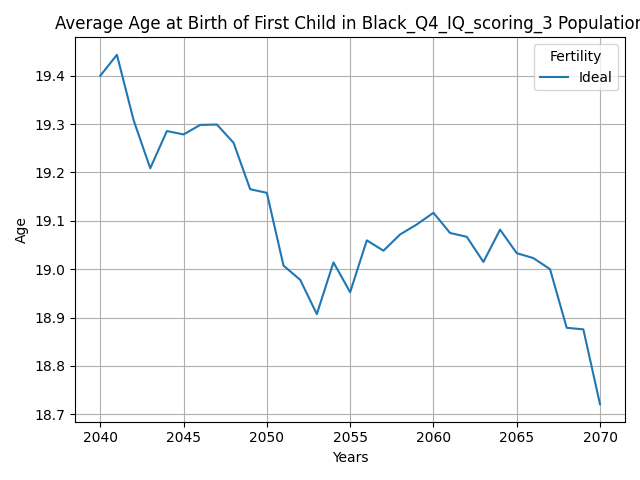 Average Age at Birth of First Child in Black_Q4_IQ_scoring_3 Population
Fertility
Ideal
19.4
19.3
19.2
19.1
19.0
18.9
18.8
18.7
Age
2040 2045 2050 2055 2060 2065 2070
Years